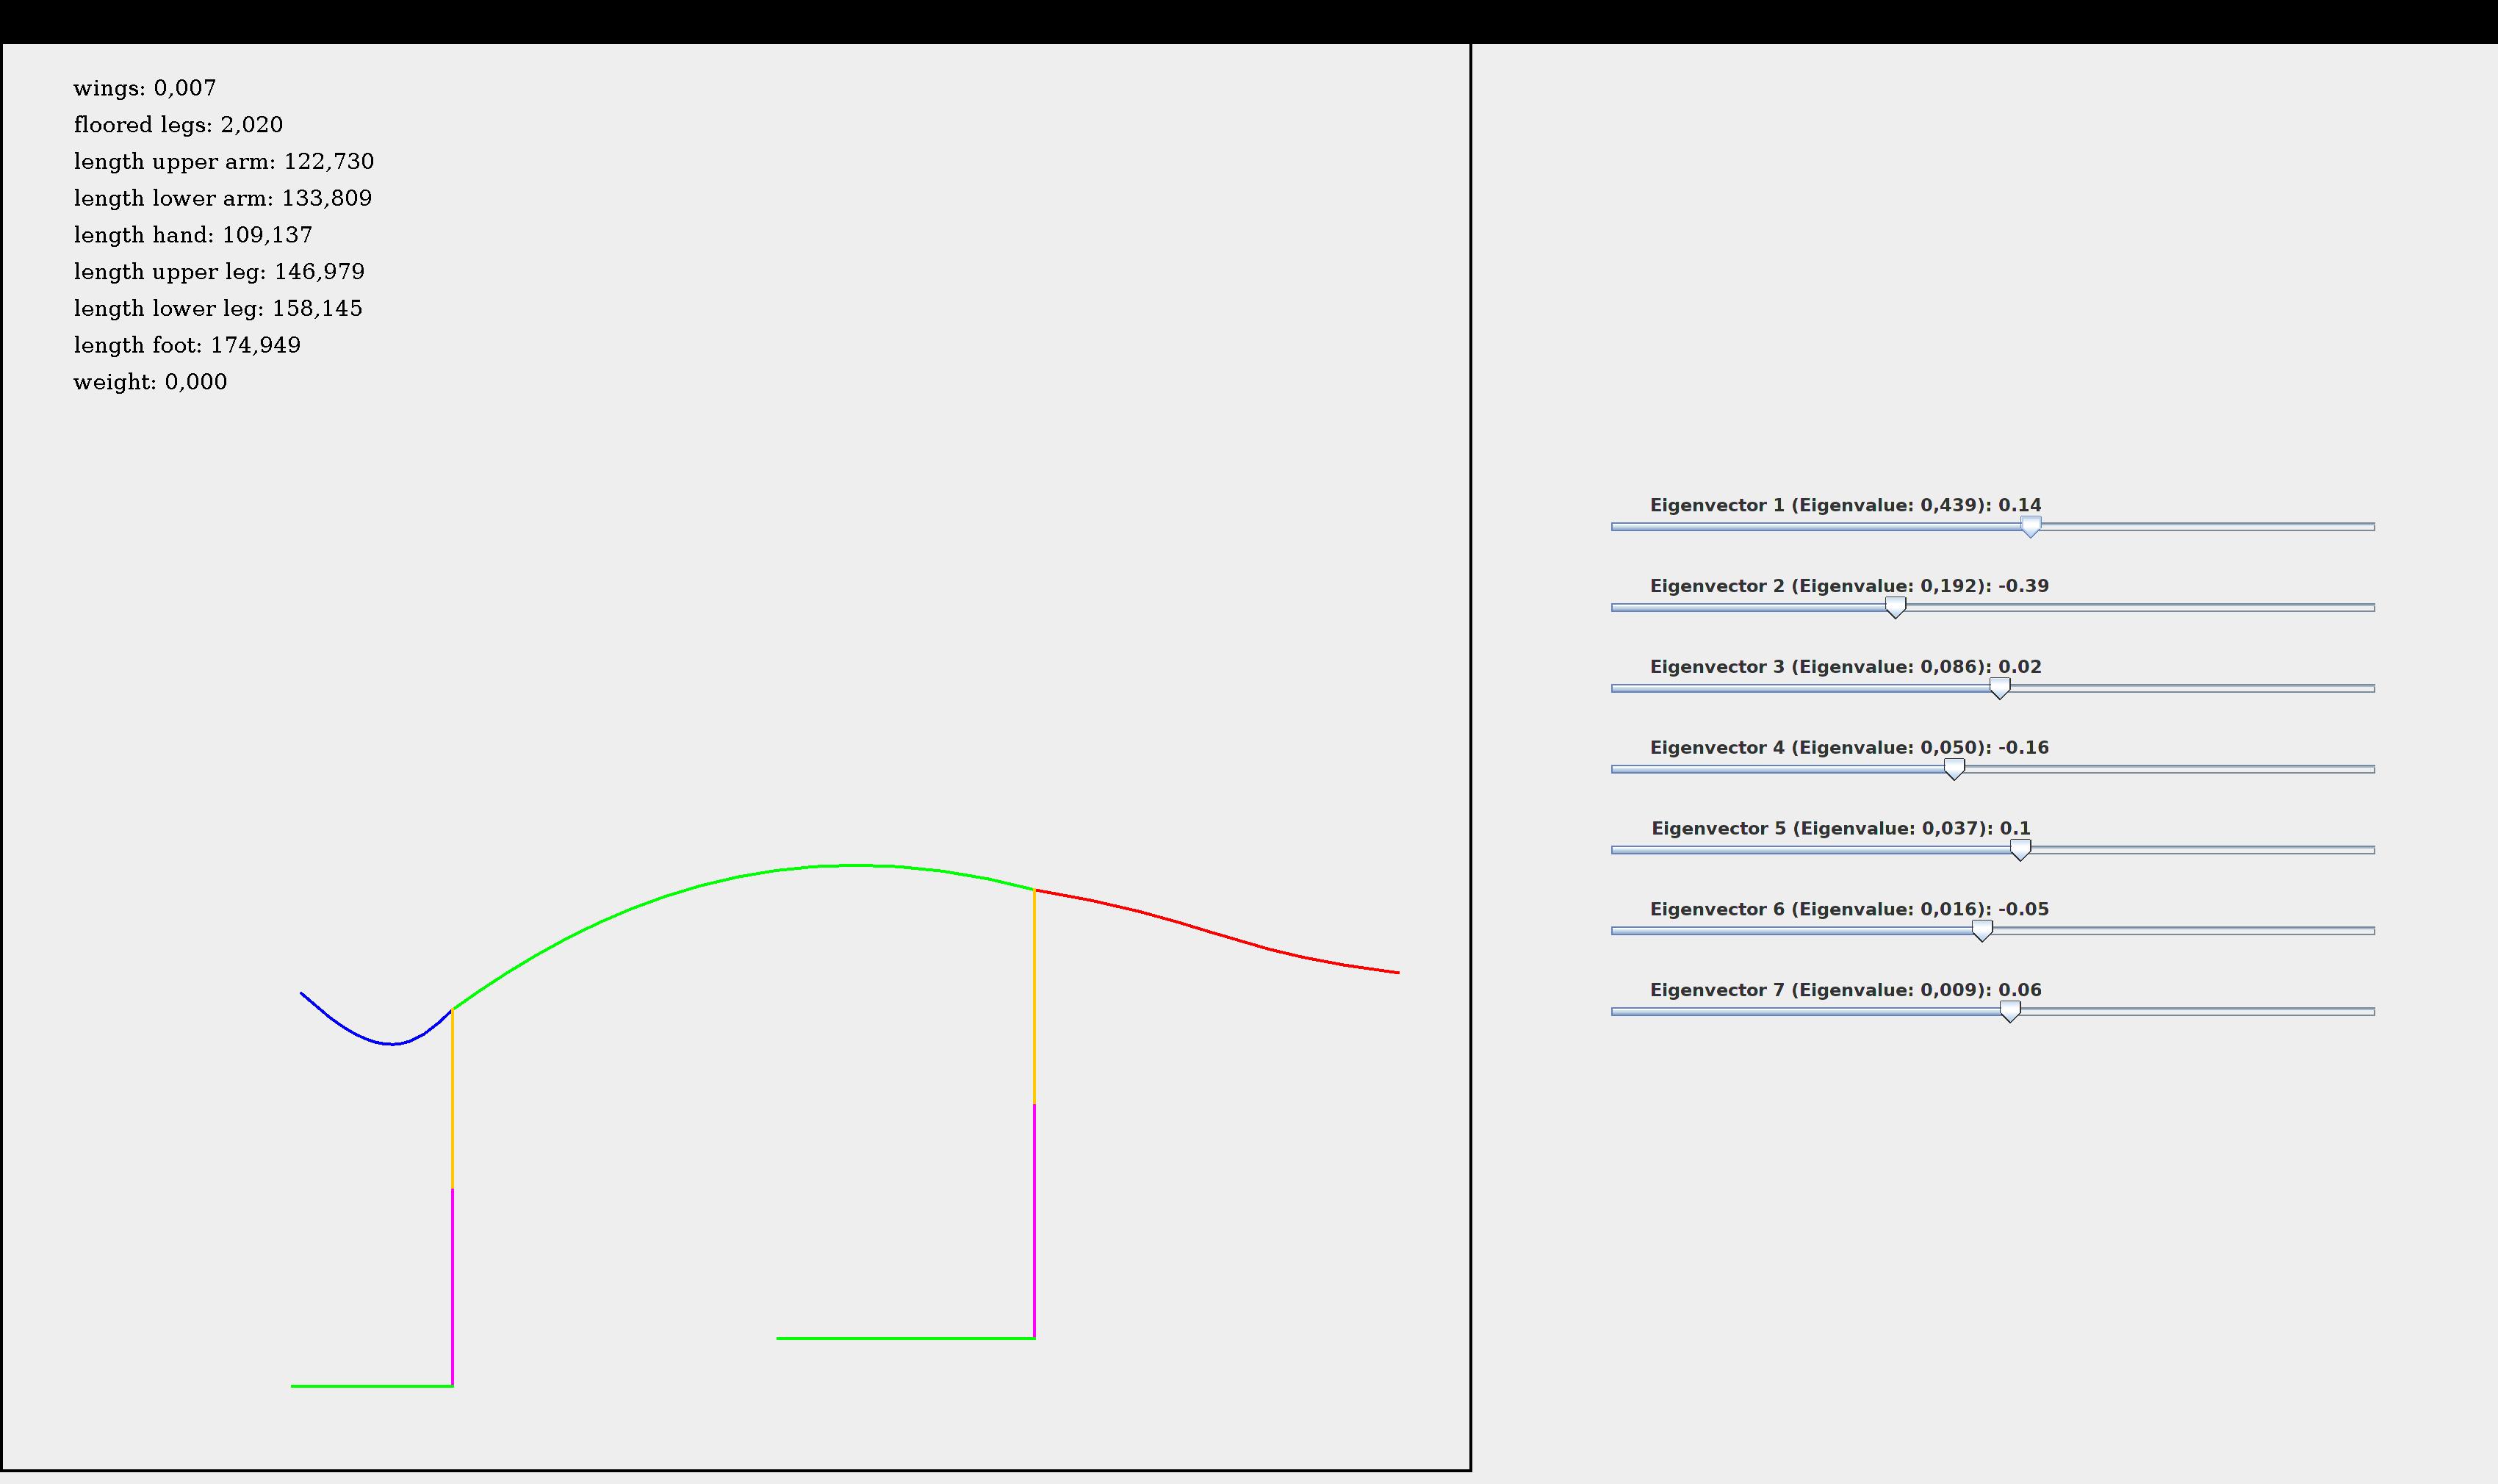 wings: 0,007
floored legs: 2,020
length upper arm: 122,730
length lower arm: 133,809
length hand: 109,137
length upper leg: 146,979
length lower leg: 158,145
length foot: 174,949
weight: 0,000
Eigenvector 1 (Eigenvalue: 0,439): 0.14
Eigenvector 2 (Eigenvalue: 0,192): -0.39
Eigenvector 3 (Eigenvalue: 0,086): 0.02
Eigenvector 4 (Eigenvalue: 0,050): -0.16
Eigenvector 5 (Eigenvalue: 0,037): 0.1
Eigenvector 6 (Eigenvalue: 0,016): -0.05
Eigenvector 7 (Eigenvalue: 0,009): 0.06